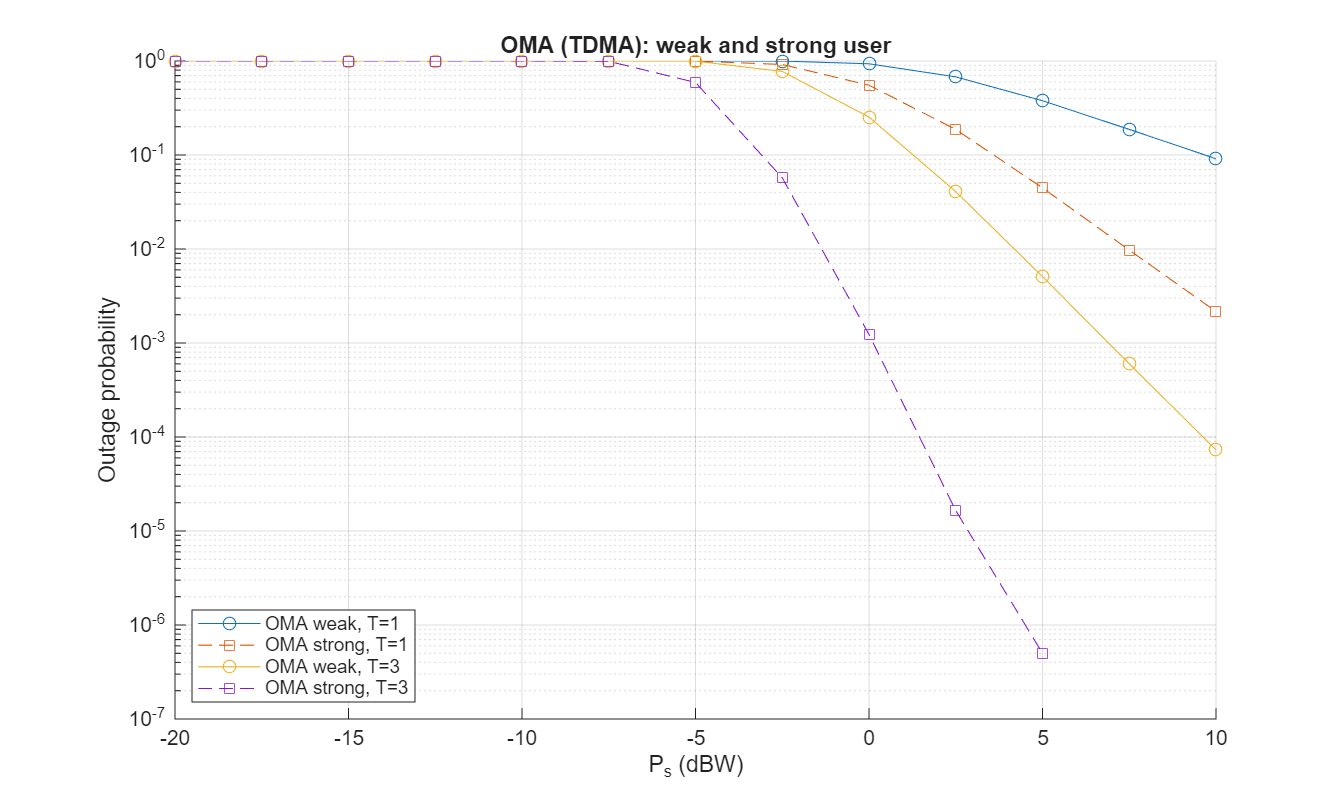 OMA (TDMA): weak and strong user
10^0
10^-1
10^-2
10^-3
10^-4
10^-5
10^-6
10^-7
Outage probability
OMA weak, T=1
OMA strong, T=1
OMA weak, T=3
OMA strong, T=3
-20 -15 -10 -5 0 5 10
P_s (dBW)